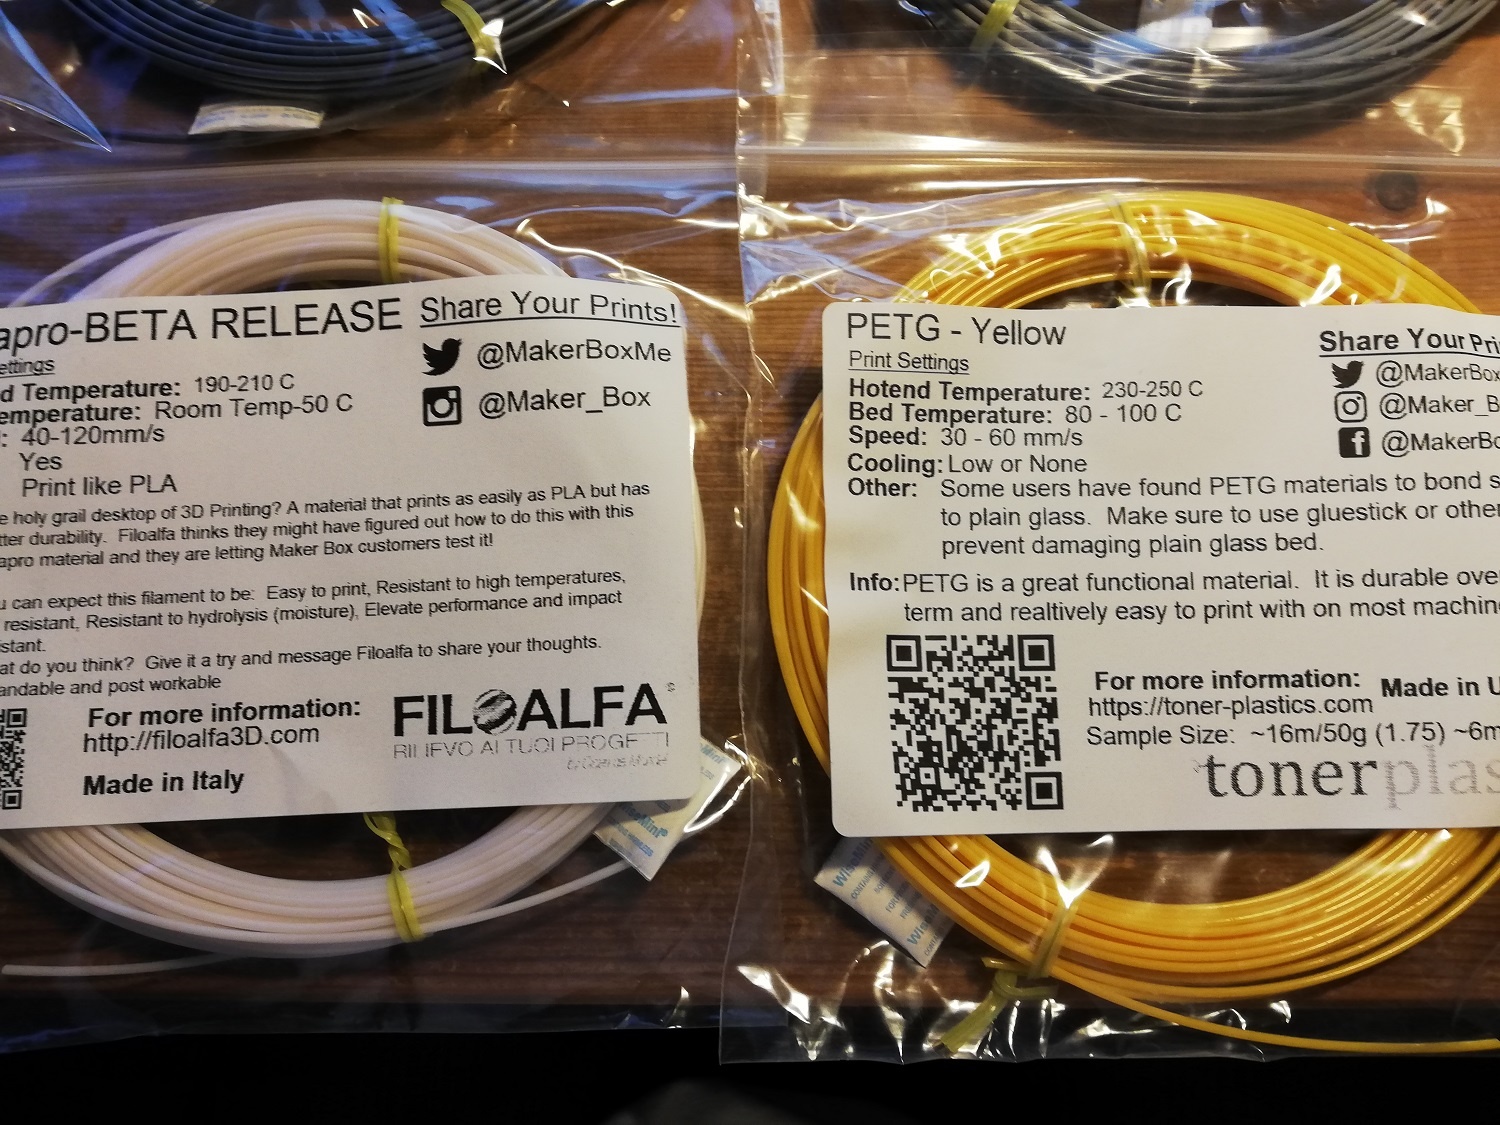 apro-BETA RELEASE
Share Your Prints!
ettings
@MakerBoxMe
d Temperature: 190-210 C
emperature: Room Temp-50 C
@Maker_Box
: 40-120mm/s
Yes
Print like PLA
e holy grail desktop of 3D Printing? A material that prints as easily as PLA but has
tter durability. Filoalfa thinks they might have figured out how to do this with this
apro material and they are letting Maker Box customers test it!
u can expect this filament to be: Easy to print, Resistant to high temperatures,
resistant, Resistant to hydrolysis (moisture), Elevate performance and impact
istant.
at do you think? Give it a try and message Filoalfa to share your thoughts.
andable and post workable
For more information:
http://filoalfa3D.com
Made in Italy
FILOALFA
RILIEVO AI TUOI PROGETTI
PETG - Yellow
Print Settings
Share Your Pri
Hotend Temperature: 230-250 C
@MakerBox
Bed Temperature: 80 - 100 C
@Maker_B
Speed: 30 - 60 mm/s
@MakerBo
Cooling: Low or None
Other: Some users have found PETG materials to bond s
to plain glass. Make sure to use gluestick or othe
prevent damaging plain glass bed.
Info: PETG is a great functional material. It is durable ove
term and realtively easy to print with on most machin
For more information:
Made in U
https://toner-plastics.com
Sample Size: ~16m/50g (1.75) ~6m
tonerplas